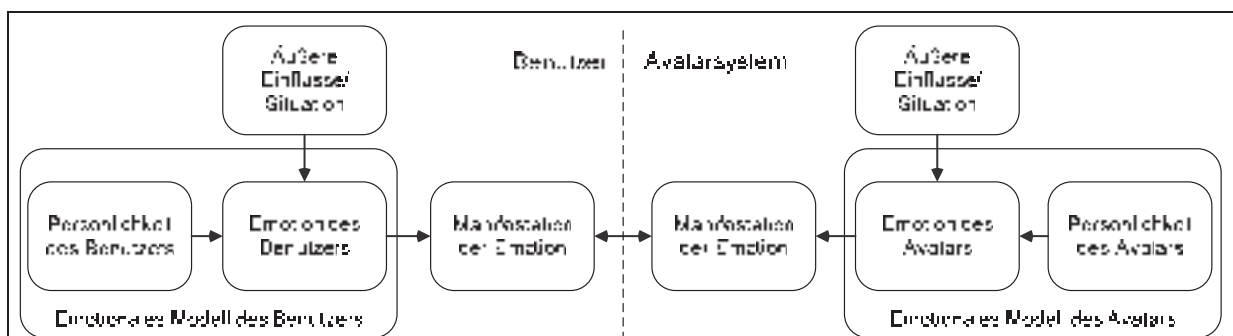 Äußere
Einflüsse/
Situation
Benutzer
Avatarsystem
Äußere
Einflüsse/
Situation
Persönlichkeit
des Benutzers
Emotion des
Benutzers
Manifestation
der Emotion
Manifestation
der Emotion
Emotion des
Avatars
Persönlichkeit
des Avatars
Emotionales Modell des Benutzers
Emotionales Modell des Avatars